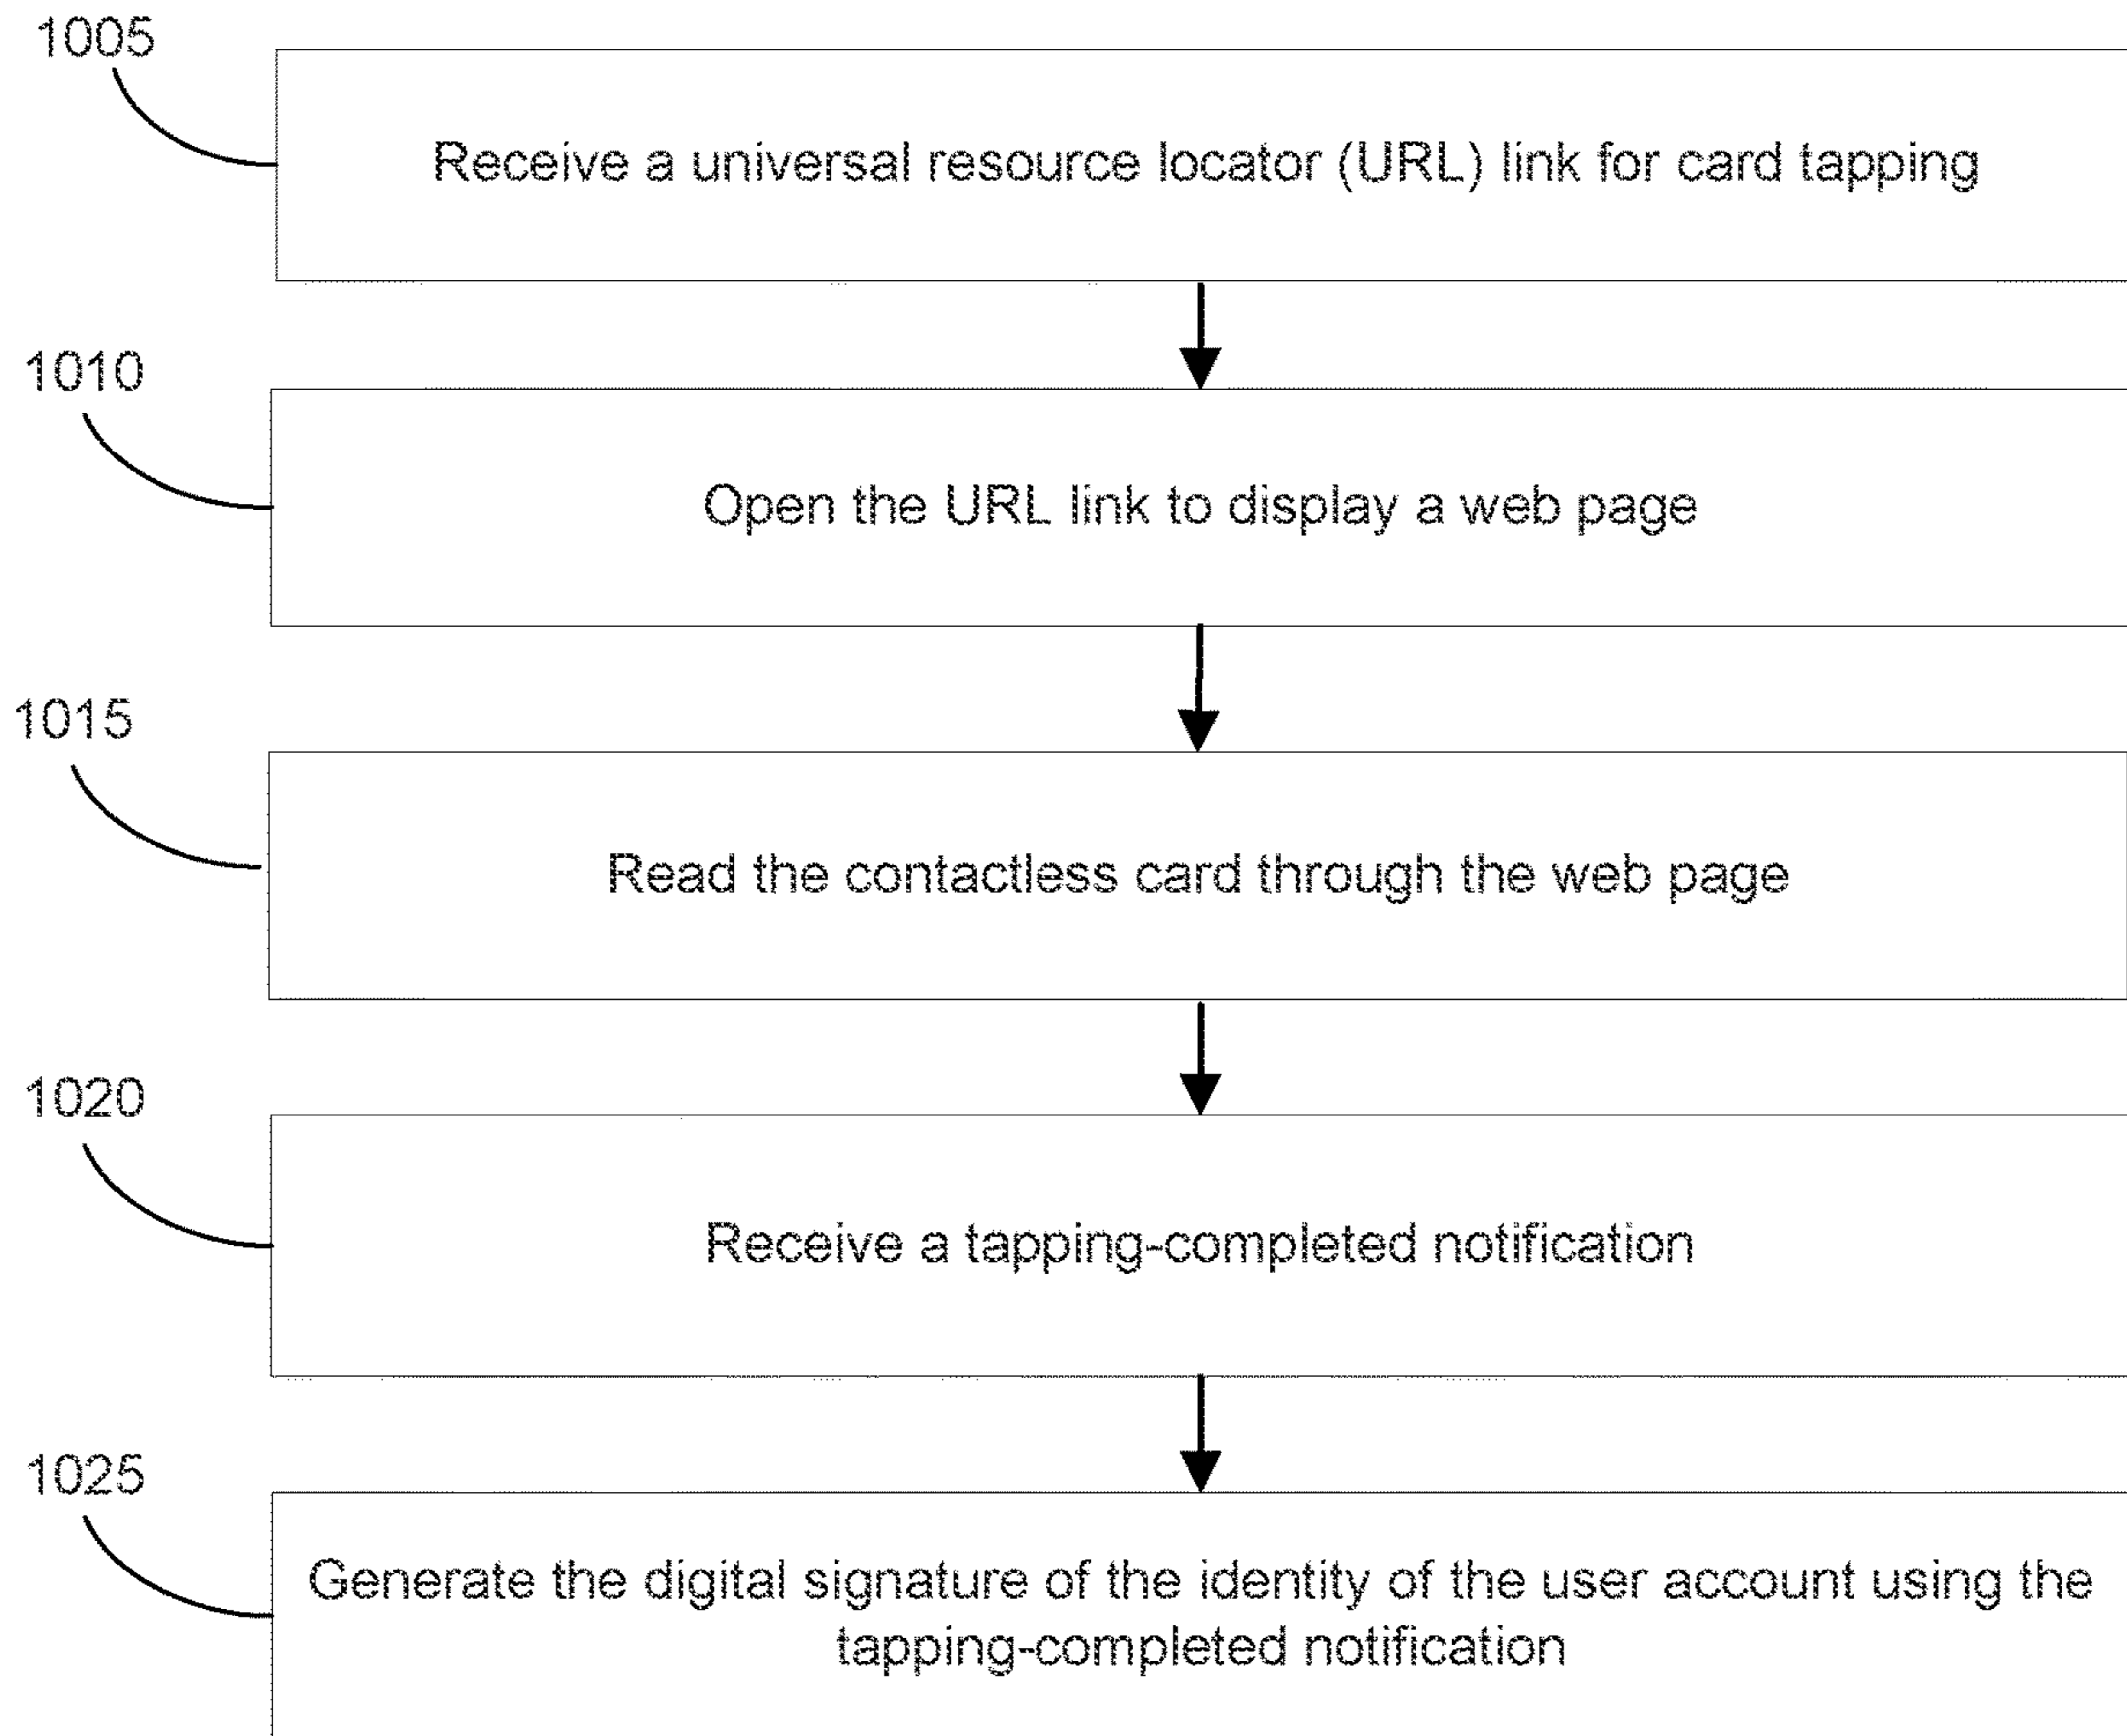 1005
Receive a universal resource locator (URL) link for card tapping
1010
Open the URL link to display a web page
1015
Read the contactless card through the web page
1020
Receive a tapping-completed notification
1025
Generate the digital signature of the identity of the user account using the
tapping-completed notification